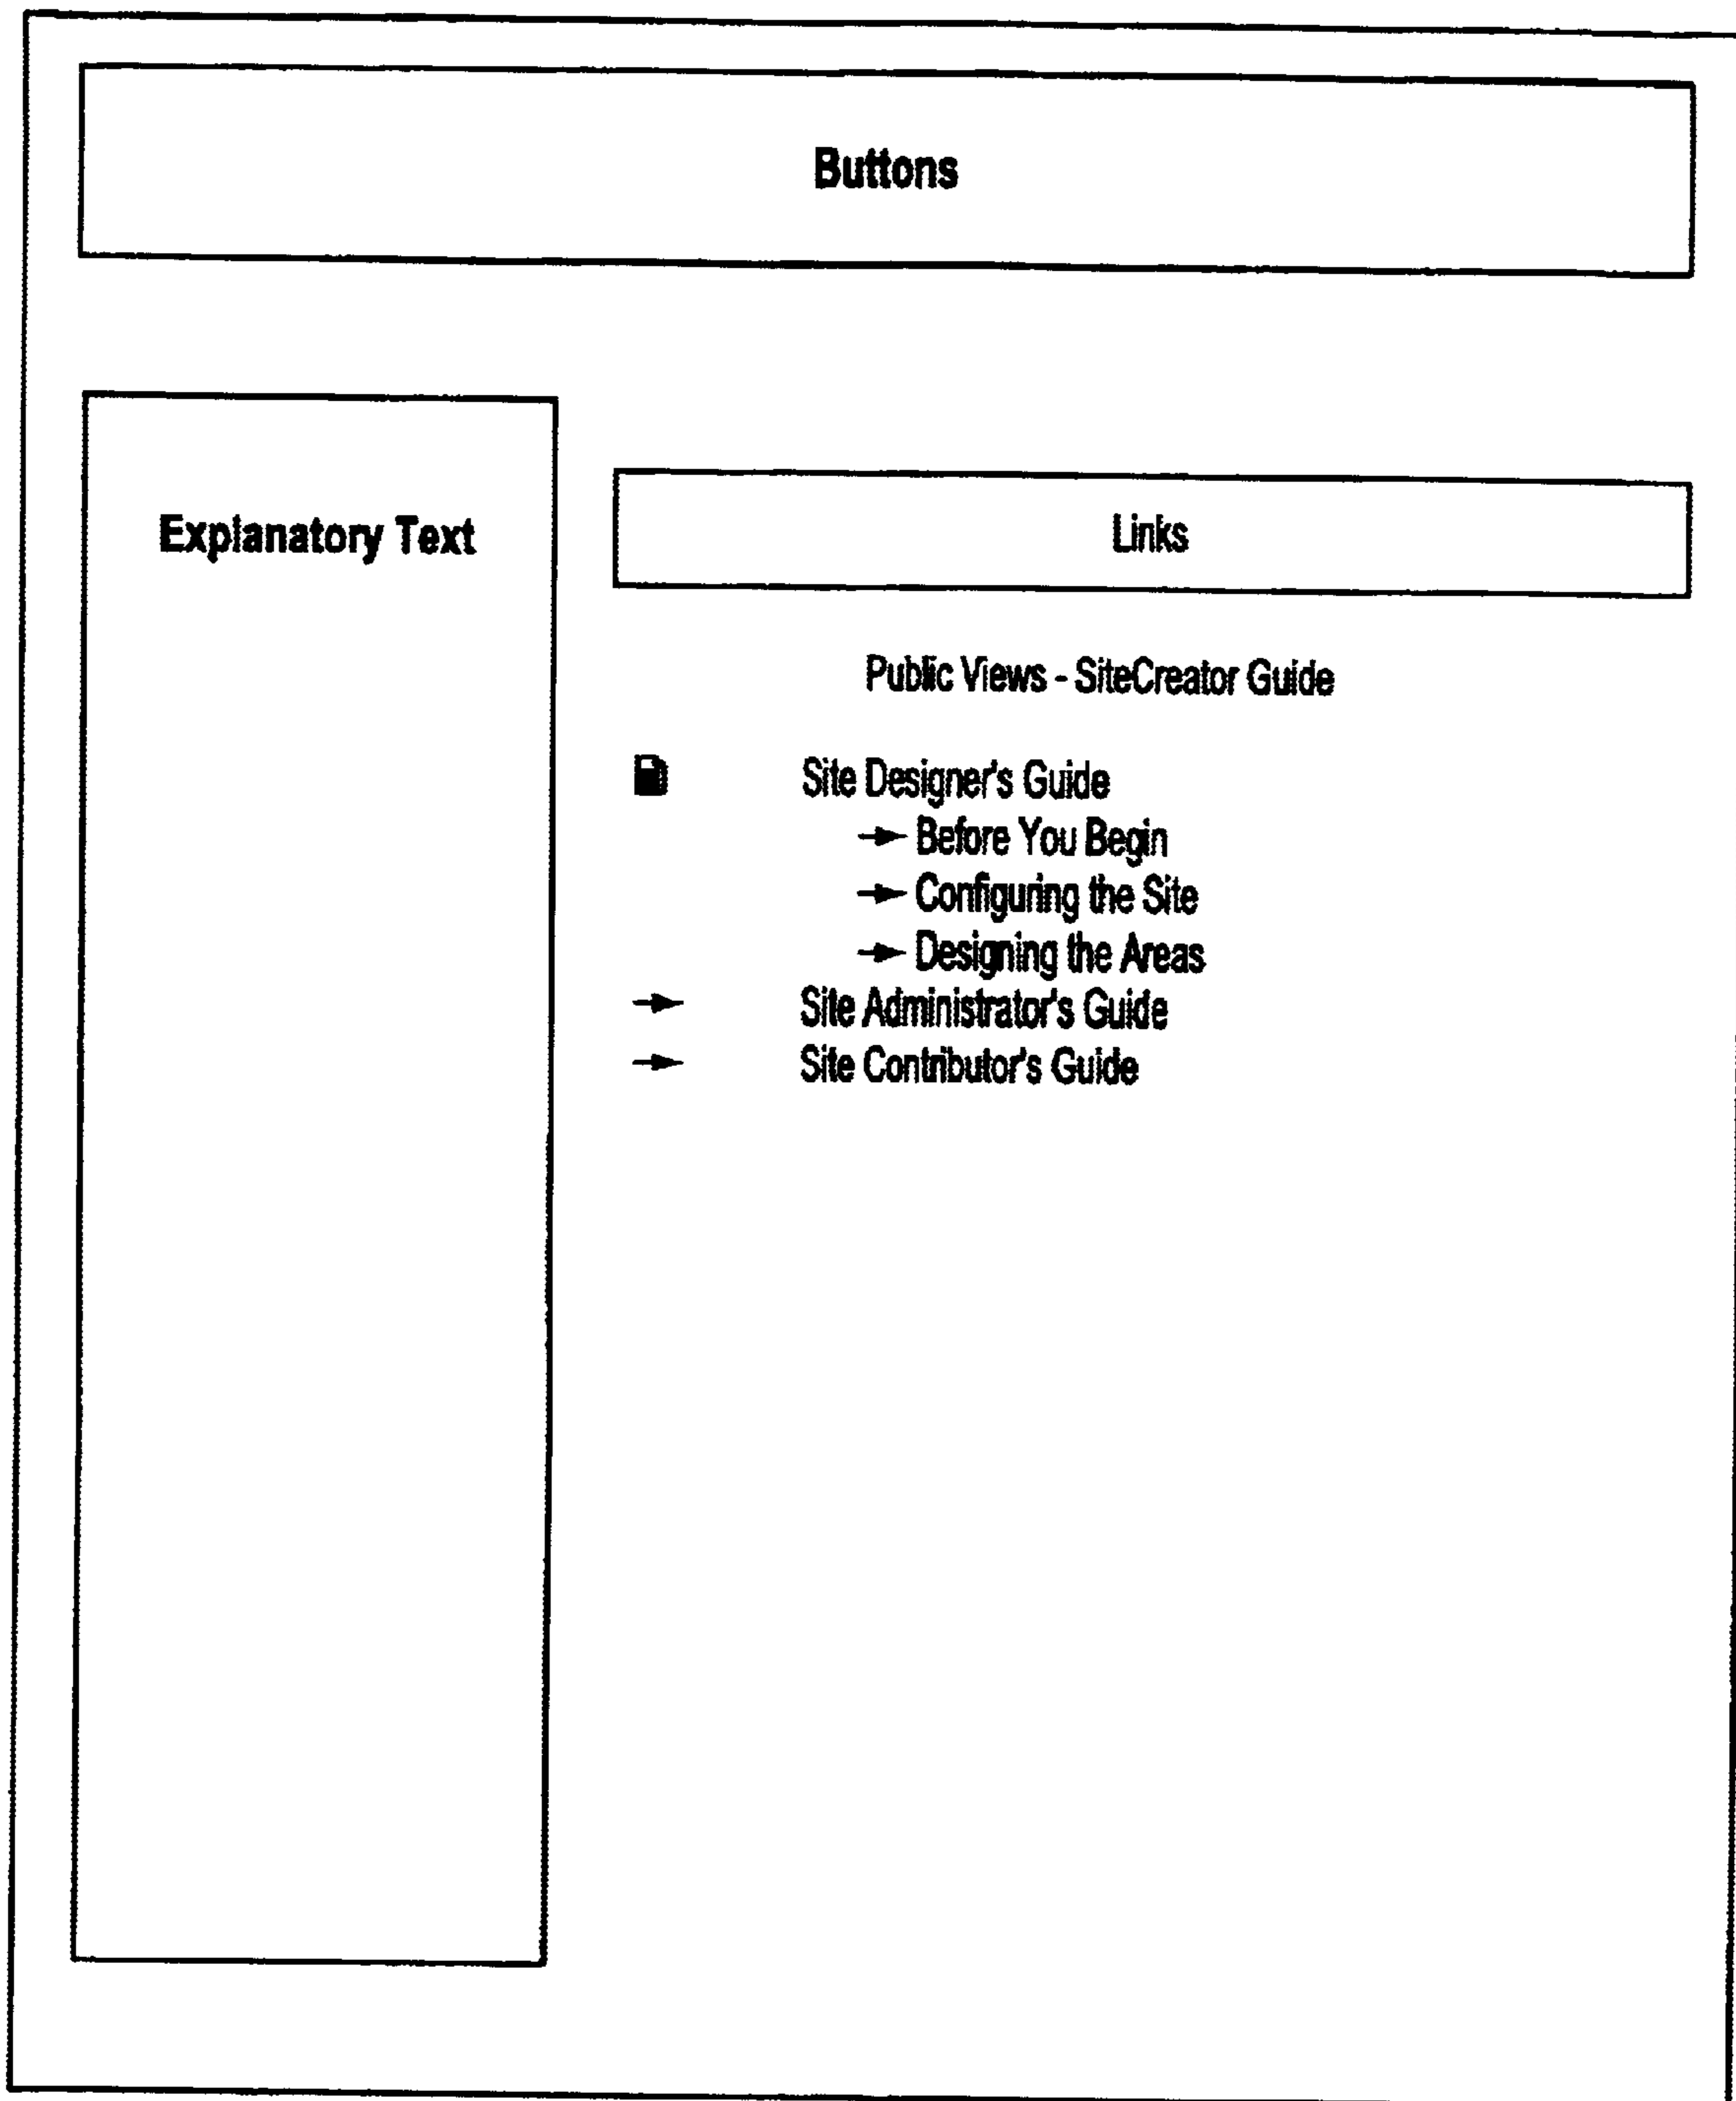 Buttons
Explanatory Text
Links
Public Views - SiteCreator Guide
Site Designer's Guide
Before You Begin
Configuring the Site
Designing the Areas
Site Administrator's Guide
Site Contributor's Guide